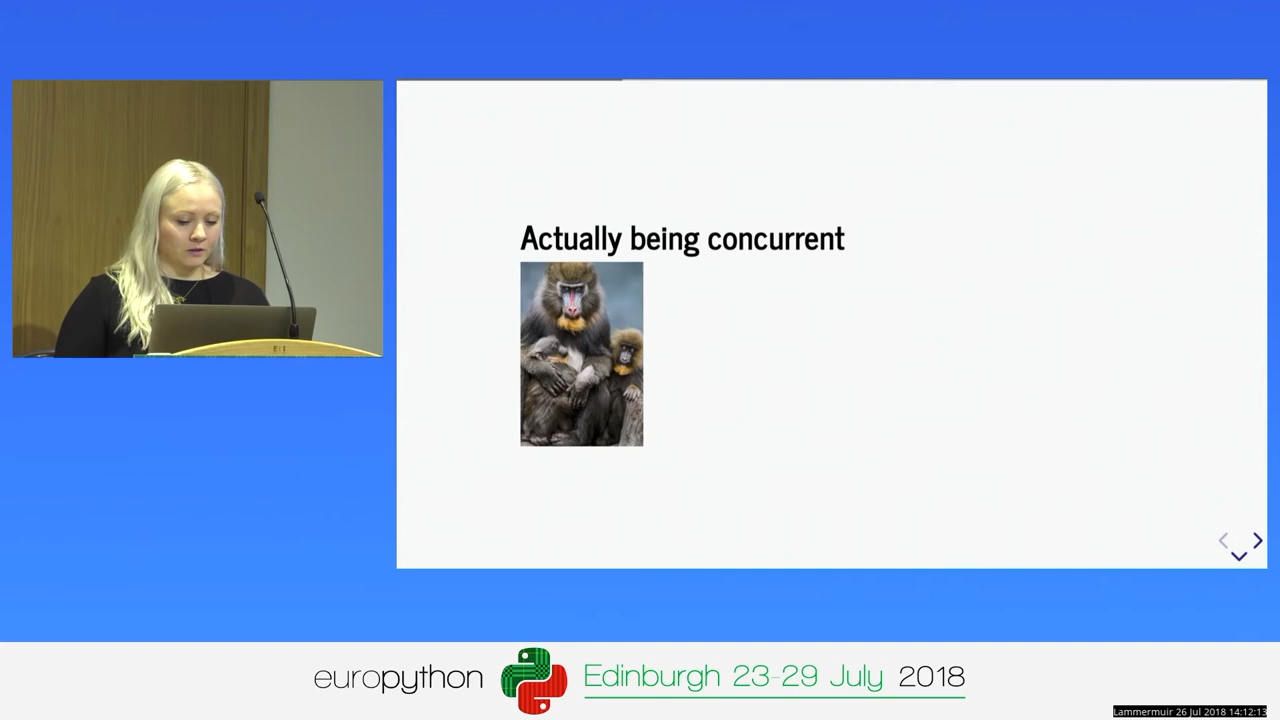 Actually being concurrent
europython
Edinburgh 23-29 July 2018
Lammermuir 26 Jul 2018 14:12:13